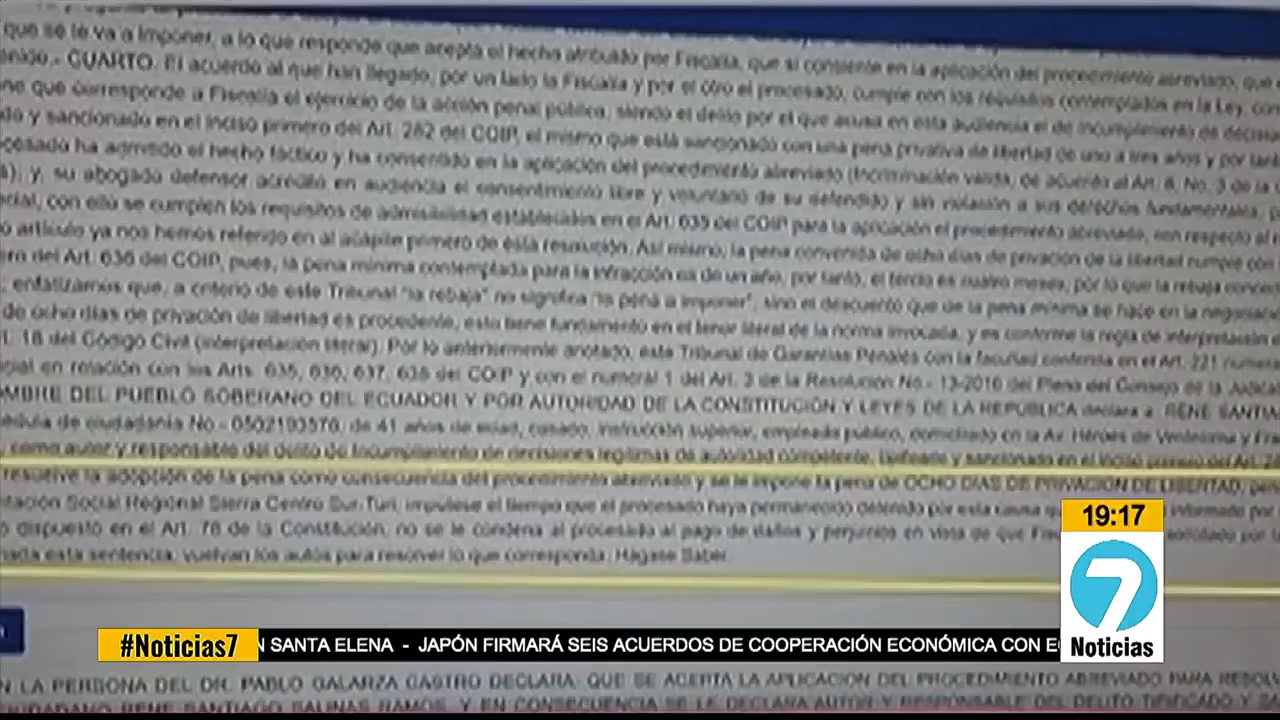 que se le va a imponer, a lo que responde que acepta el hecho atribuido por Fiscalía, que si consiente en la aplicación del procedimiento abreviado, que
CUARTO. El acuerdo al que han llegado, por un lado la Fiscalía y por el otro el procesado, cumple con los requisitos contemplados en la Ley,
que corresponde a Fiscalía el ejercicio de la acción penal pública, siendo el delito por el que acusa en esta audiencia el de incumplimiento de
y sancionado en el inciso primero del Art. 282 del COIP, el mismo que está sancionado con una pena privativa de libertad de uno a tres años y por
ha admitido el hecho fáctico y ha consentido en la aplicación del procedimiento abreviado (Incriminación válida, de acuerdo al Art. 8, No. 3 de la
y, su abogado defensor acreditó en audiencia el consentimiento libre y voluntario de su defendido y sin violación a sus derechos fundamentales,
con ello se cumplen los requisitos de admisibilidad establecidos en el Art. 635 del COIP para la aplicación el procedimiento abreviado, con respecto al
artículo ya nos hemos referido en al acápite primero de esta resolución. Así mismo, la pena convenida de ocho días de privación de la libertad cumple con
del Art. 636 del COIP, pues, la pena mínima contemplada para la infracción es de un año, por tanto, el tercio es cuatro meses, por lo que la rebaja
enfatizamos que, a criterio de este Tribunal "la rebaja" no significa "la pena a imponer", sino el descuento que de la pena mínima se hace en la
de ocho días de privación de libertad es procedente, esto tiene fundamento en el tenor literal de la norma invocada, y es conforme la regla de interpretación
18 del Código Civil (interpretación literal). Por lo anteriormente anotado, este Tribunal de Garantías Penales con la facultad conferida en el Art. 221
en relación con los Arts. 635, 636, 637, 638 del COIP y con el numeral 1 del Art. 3 de la Resolución No.- 13-2016 del Pleno del Consejo de la
DEL PUEBLO SOBERANO DEL ECUADOR Y POR AUTORIDAD DE LA CONSTITUCIÓN Y LEYES DE LA REPÚBLICA declara a RENE
de ciudadanía No.- 0502193576, de 41 años de edad, casado, instrucción superior, empleado público, domiciliado en la Av. Héroes de
como autor y responsable del delito de incumplimiento de decisiones legítimas de autoridad competente, tipificado y sancionado en el inciso primero del Art.
resuelve la adopción de la pena como consecuencia del procedimiento abreviado y se le impone la pena de OCHO DIAS DE PRIVACION DE LIBERTAD,
Social Regional Sierra Centro Sur-Turi, impútese el tiempo que el procesado haya permanecido detenido por esta causa informado por
dispuesto en el Art. 78 de la Constitución, no se le condena al procesado al pago de daños y perjuicios en vista de que
esta sentencia, vuelvan los autos para resolver lo que corresponda. Hágase Saber.
19:17
7
Noticias
#Noticias7 SANTA ELENA - JAPÓN FIRMARÁ SEIS ACUERDOS DE COOPERACIÓN ECONÓMICA CON
LA PERSONA DEL DR. PABLO GALARZA CASTRO DECLARA, QUE SE ACEPTA LA APLICACION DEL PROCEDIMIENTO ABREVIADO PARA
RENE SANTIAGO SALINAS RAMOS, Y EN CONSECUENCIA SE LE DECLARA AUTOR Y RESPONSABLE DEL DELITO TIPIFICADO Y